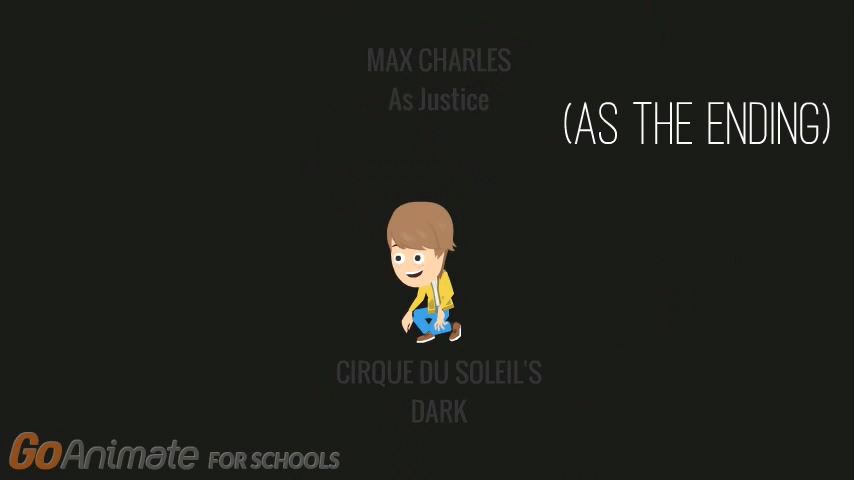 MAX CHARLES
As Justice
(AS THE ENDING)
CIRQUE DU SOLEIL'S
DARK
GoAnimate FOR SCHOOLS